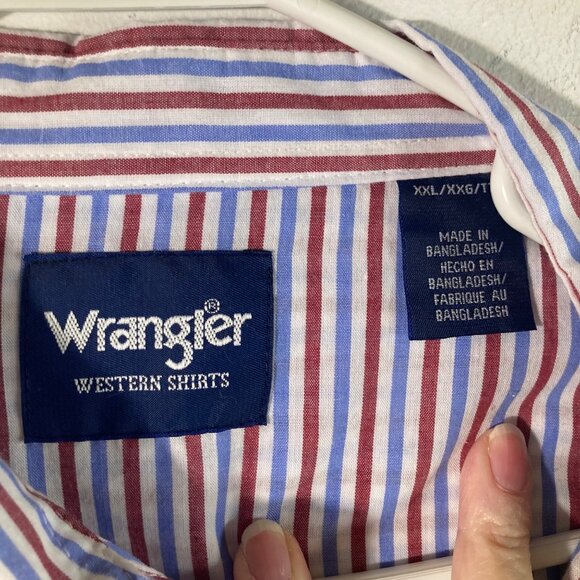 Wrangler®
WESTERN SHIRTS
XXL/XXG/
MADE IN
BANGLADESH/
HECHO EN
BANGLADESH/
FABRIQUE AU
BANGLADESH